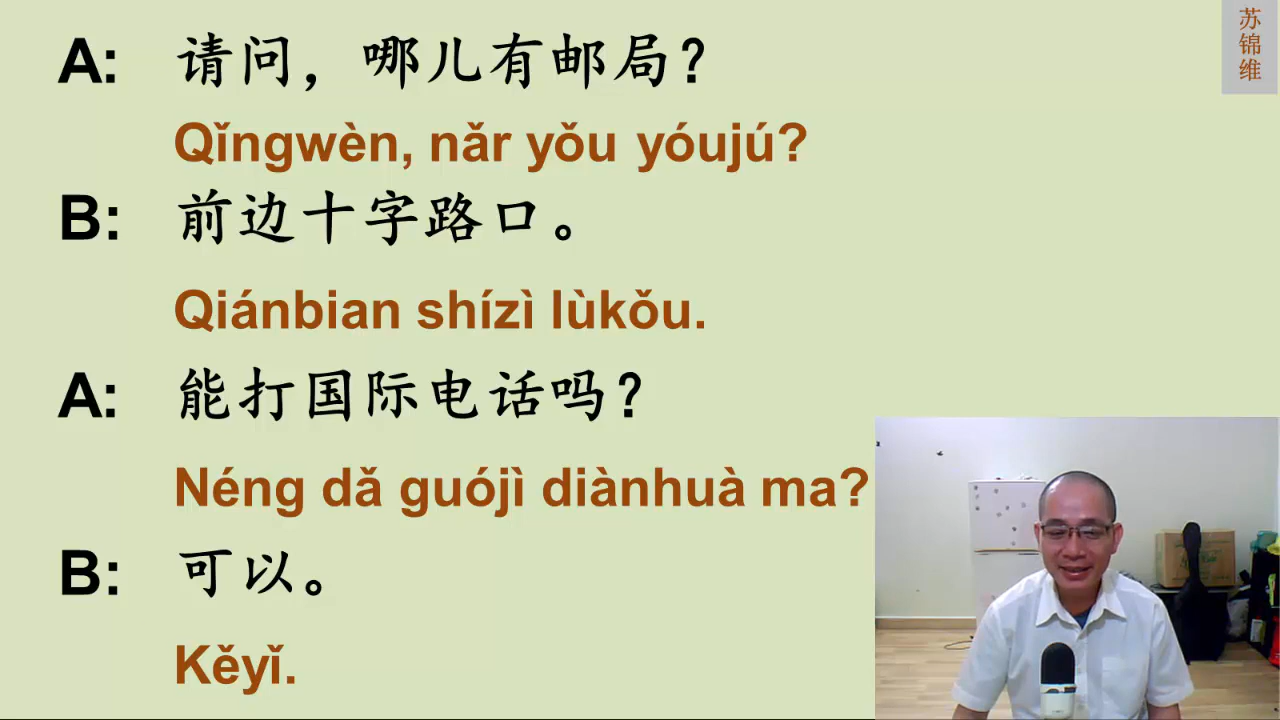 苏锦维
A: 请问，哪儿有邮局？
Qǐngwèn, nǎr yǒu yóujú?
B: 前边十字路口。
Qiánbian shízì lùkǒu.
A: 能打国际电话吗？
Néng dǎ guójì diànhuà ma?
B: 可以。
Kěyǐ.